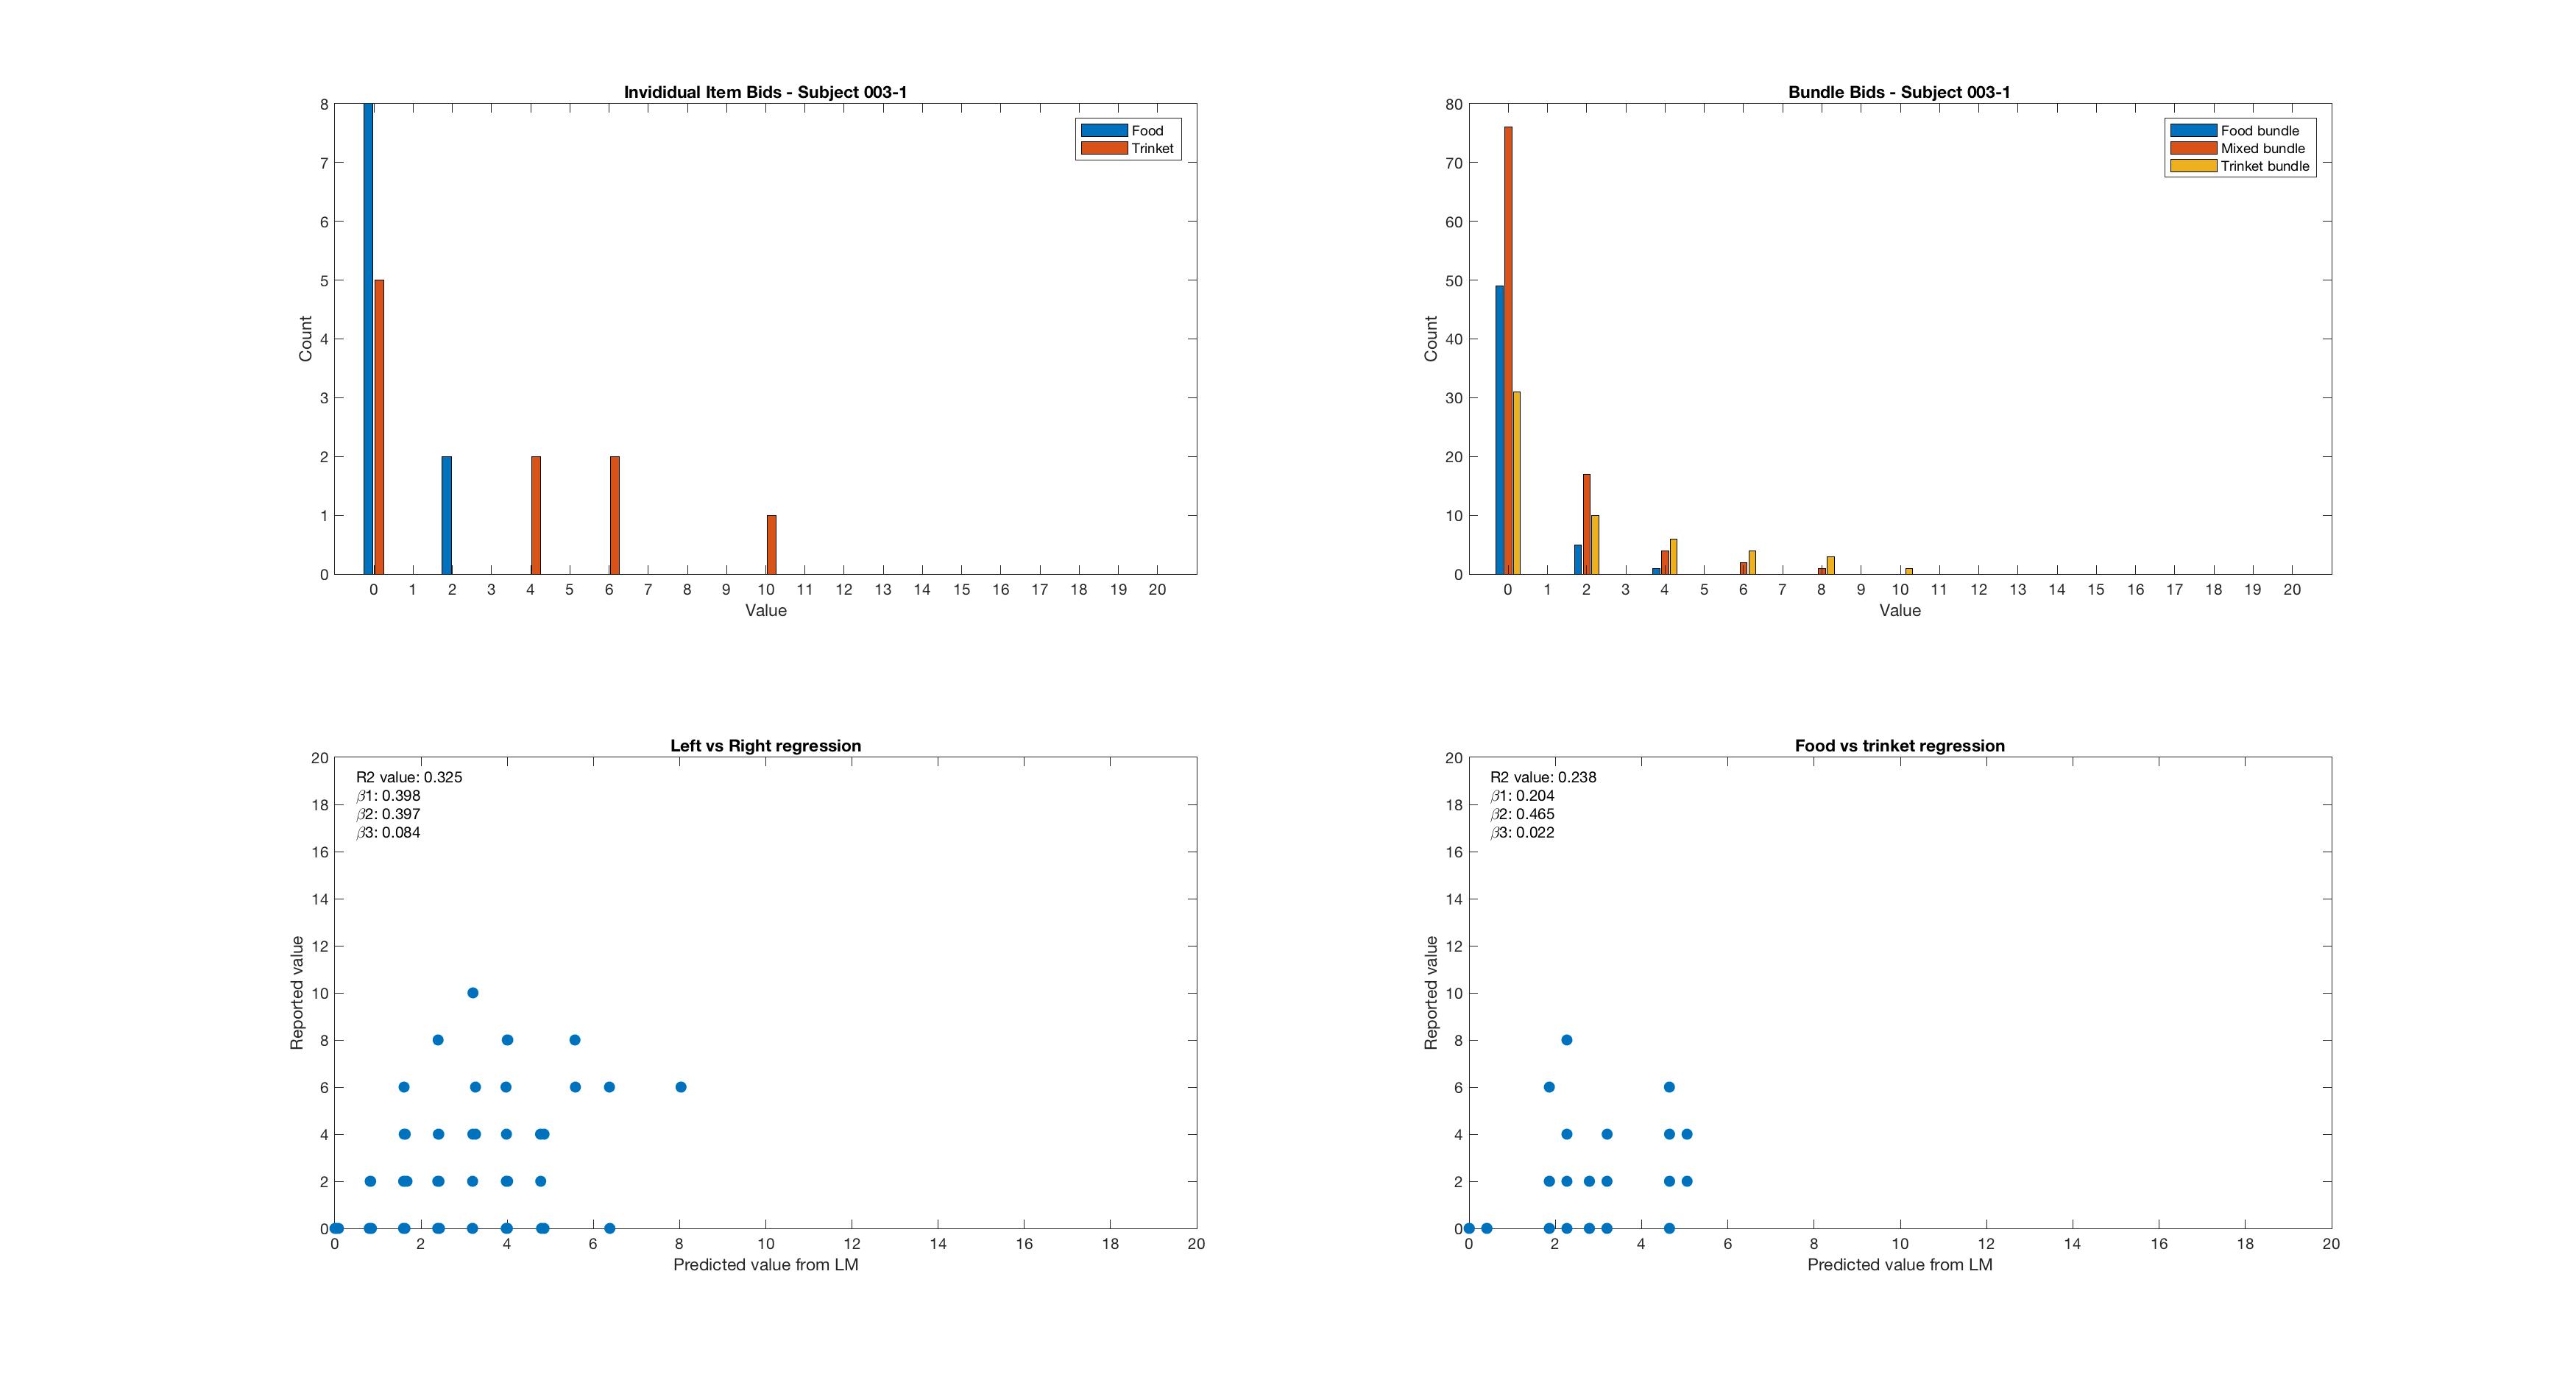 Invididual Item Bids - Subject 003-1
8
7
6
5
4
3
2
1
0
Count
Food
Trinket
0 1 2 3 4 5 6 7 8 9 10 11 12 13 14 15 16 17 18 19 20
Value
Bundle Bids - Subject 003-1
80
70
60
50
40
30
20
10
0
Count
Food bundle
Mixed bundle
Trinket bundle
0 1 2 3 4 5 6 7 8 9 10 11 12 13 14 15 16 17 18 19 20
Value
Left vs Right regression
20
18
16
14
12
10
8
6
4
2
0
Reported value
R2 value: 0.325
β1: 0.398
β2: 0.397
β3: 0.084
0 2 4 6 8 10 12 14 16 18 20
Predicted value from LM
Food vs trinket regression
20
18
16
14
12
10
8
6
4
2
0
Reported value
R2 value: 0.238
β1: 0.204
β2: 0.465
β3: 0.022
0 2 4 6 8 10 12 14 16 18 20
Predicted value from LM